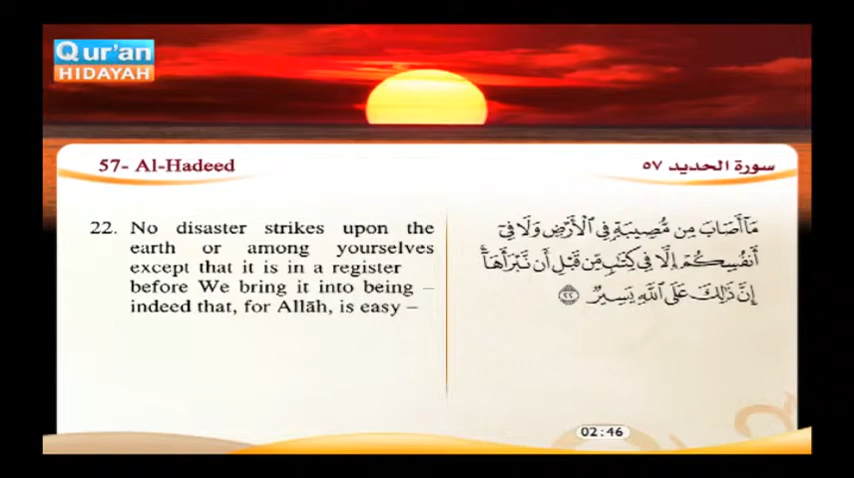 Qur'an
HIDAYAH
57- Al-Hadeed
سورة الحديد ٥٧
22. No disaster strikes upon the
earth or among yourselves
except that it is in a register
before We bring it into being –
indeed that, for Allāh, is easy –
مَآ أَصَابَ مِن مُّصِيبَةٍ فِى ٱلْأَرْضِ وَلَا فِىٓ
أَنفُسِكُمْ إِلَّا فِى كِتَٰبٍ مِّن قَبْلِ أَن نَّبْرَأَهَآ ۚ
إِنَّ ذَٰلِكَ عَلَى ٱللَّهِ يَسِيرٌ ٢٢
02:46